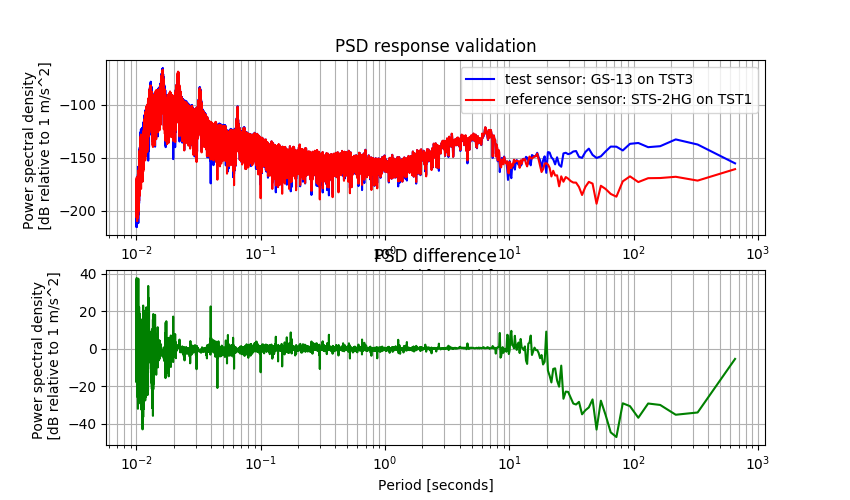 PSD response validation
Power spectral density
[dB relative to 1 m/s^2]
−100
−150
−200
test sensor: GS-13 on TST3
reference sensor: STS-2HG on TST1
10^-2
10^-1
10^0
10^1
10^2
10^3
PSD difference
Power spectral density
[dB relative to 1 m/s^2]
40
20
0
−20
−40
10^-2
10^-1
10^0
10^1
10^2
10^3
Period [seconds]